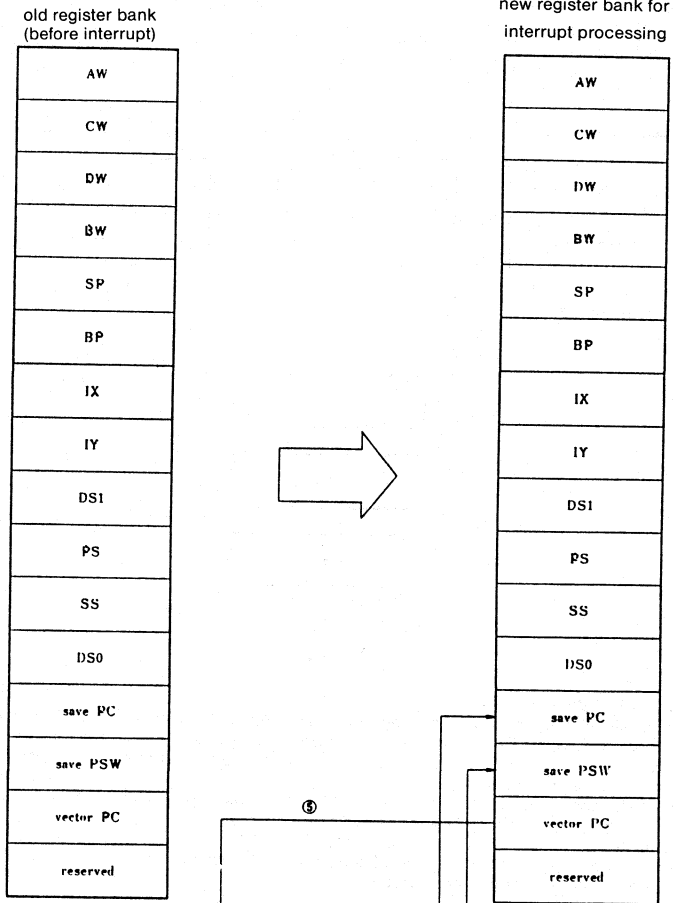 old register bank
(before interrupt)
AW
CW
DW
BW
SP
BP
IX
IY
DS1
PS
SS
DS0
save PC
save PSW
vector PC
reserved
new register bank for
interrupt processing
AW
CW
DW
BW
SP
BP
IX
IY
DS1
PS
SS
DS0
save PC
save PSW
vector PC
reserved
⑤